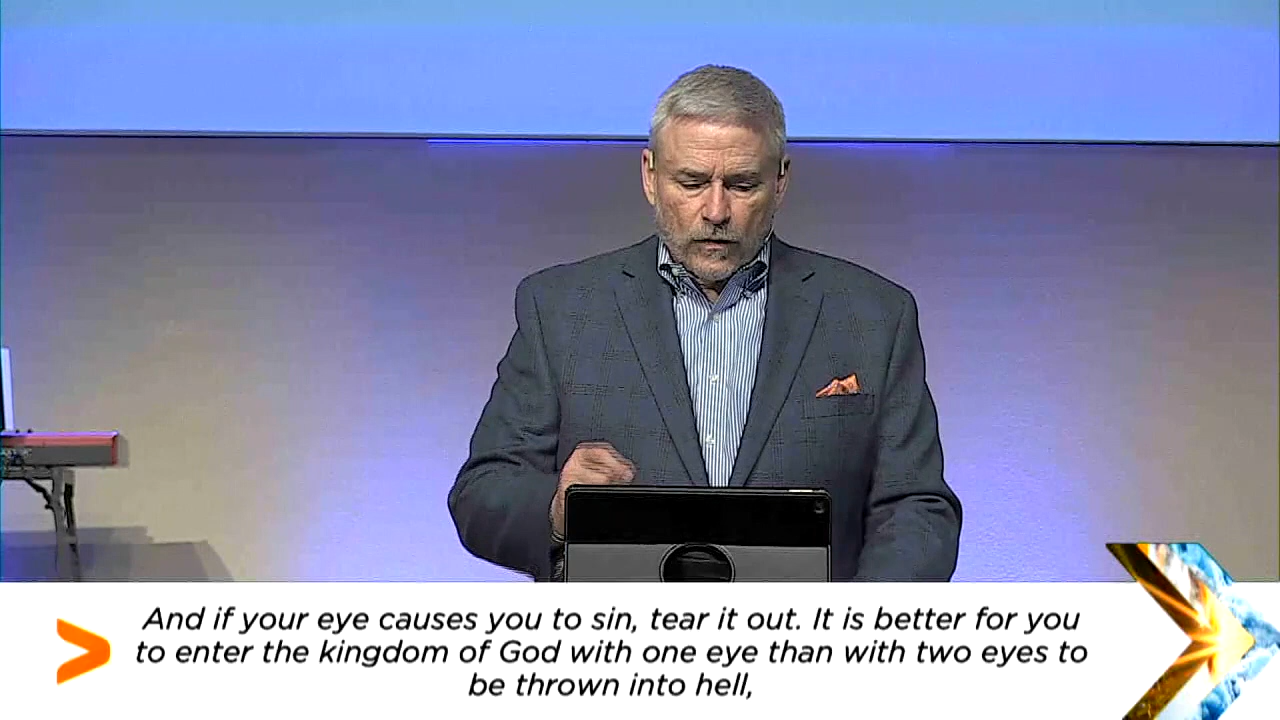 And if your eye causes you to sin, tear it out. It is better for you
to enter the kingdom of God with one eye than with two eyes to
be thrown into hell,